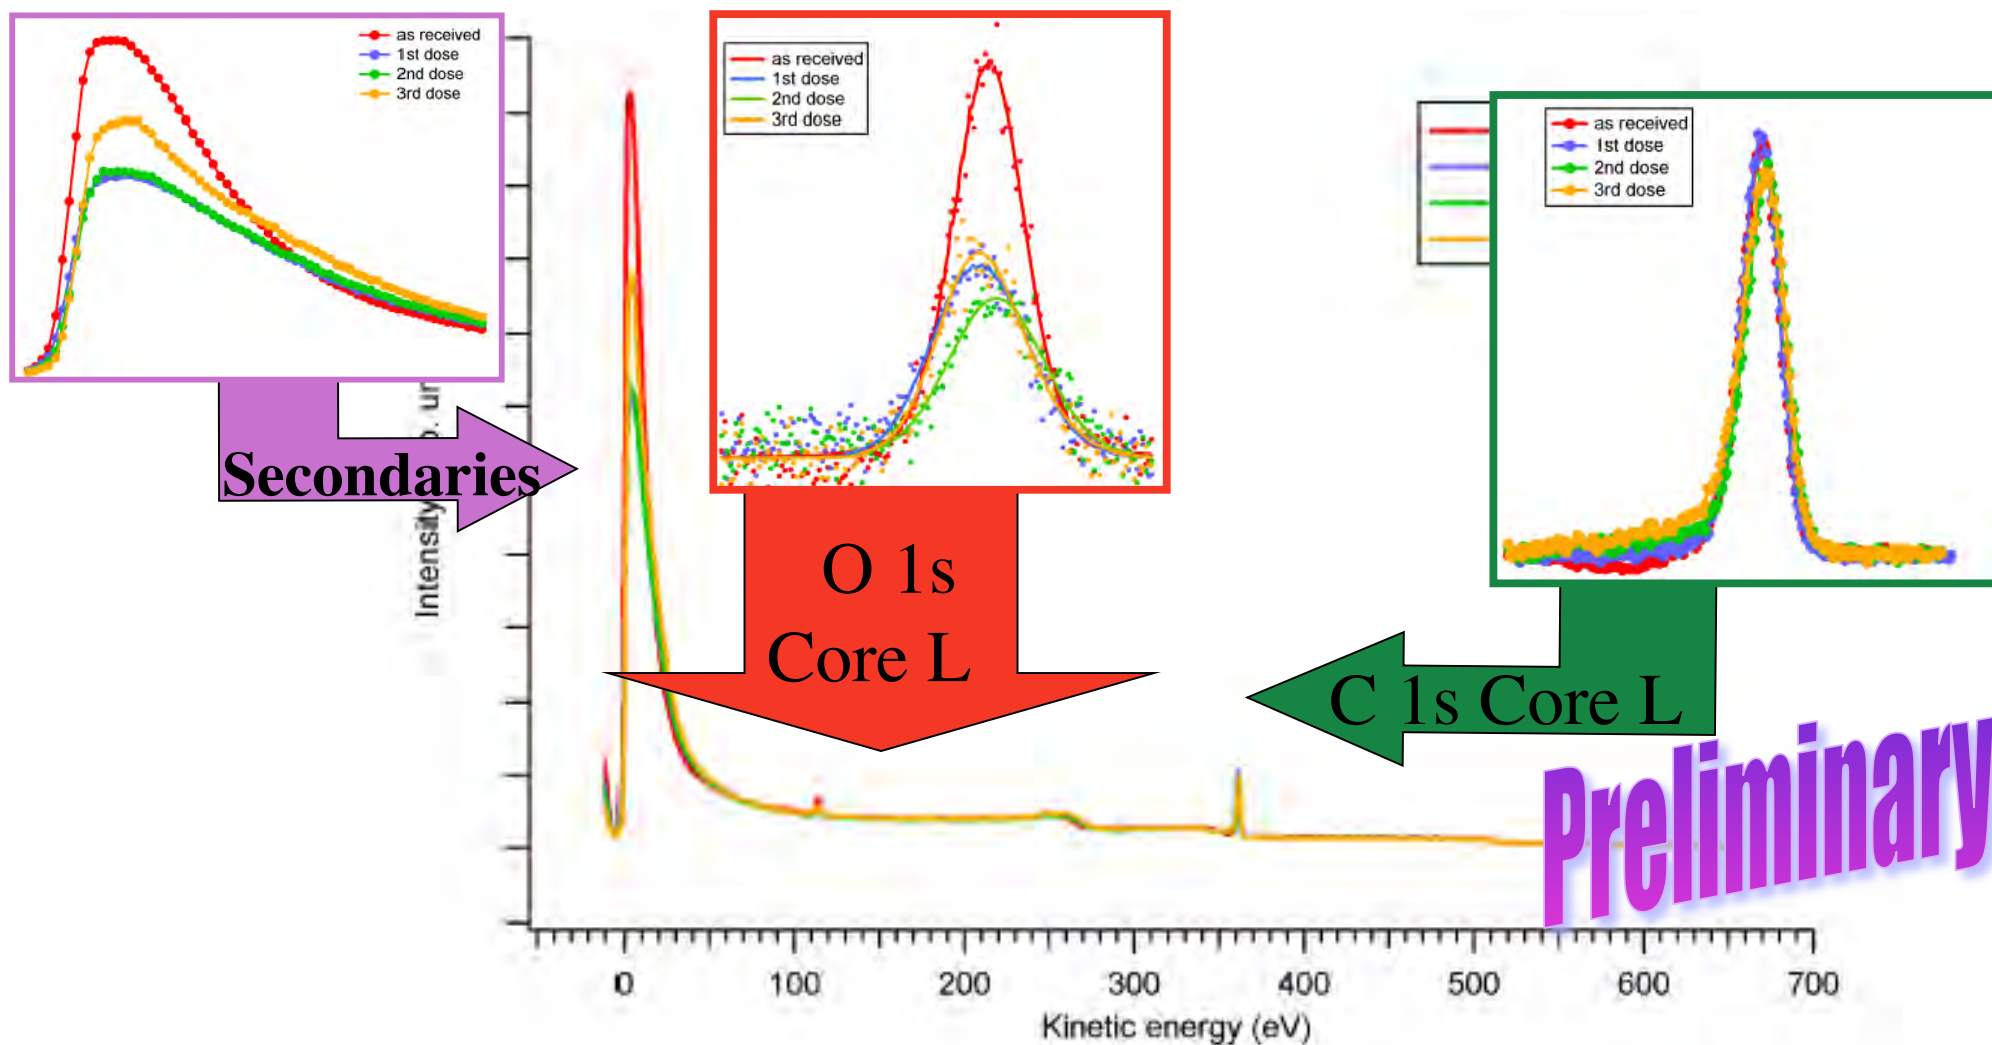 as received
1st dose
2nd dose
3rd dose
as received
1st dose
2nd dose
3rd dose
as received
1st dose
2nd dose
3rd dose
Secondaries
Intensity
O 1s
Core L
C 1s Core L
Preliminary
0
100
200
300
400
500
600
700
Kinetic energy (eV)